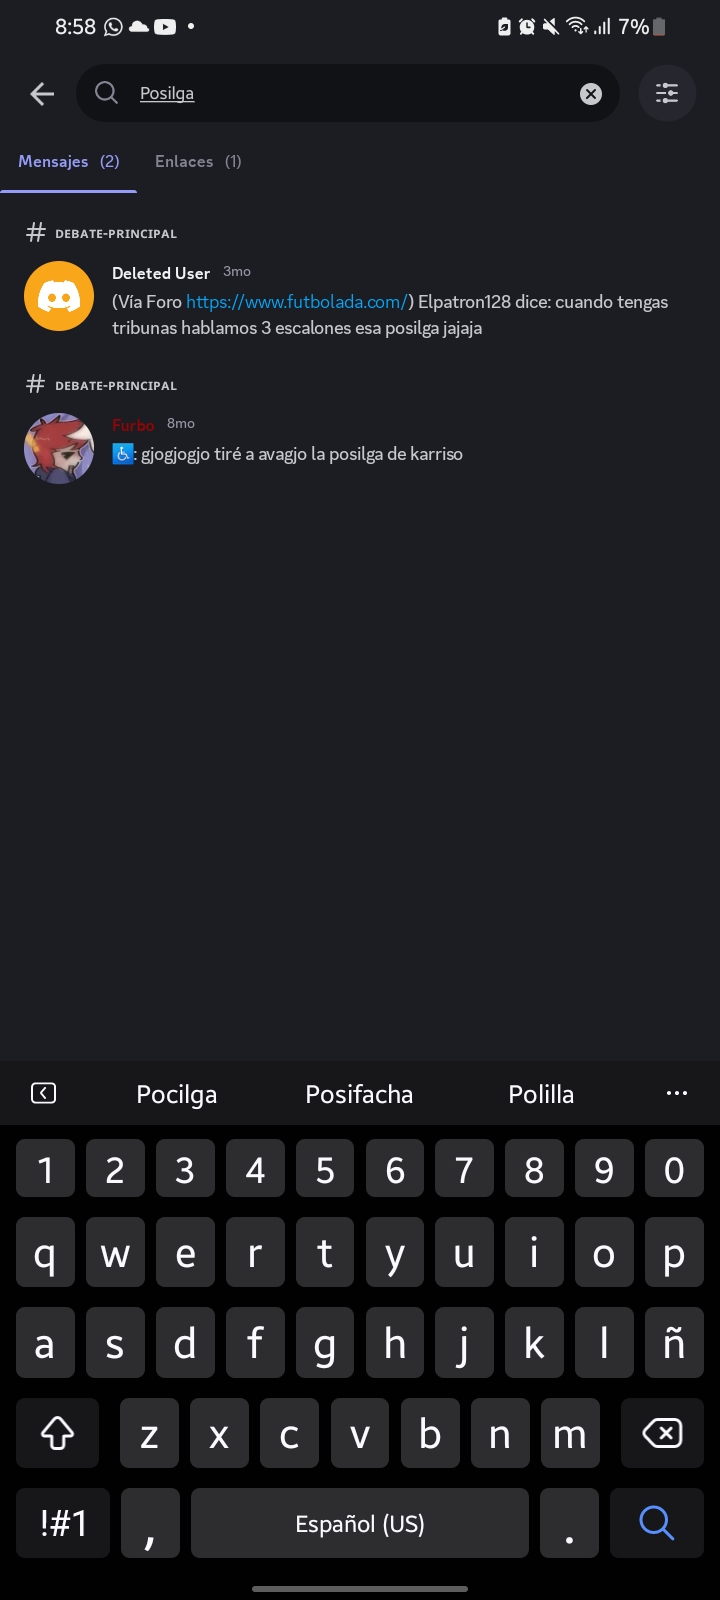 8:58 7%
Posilga
Mensajes (2) Enlaces (1)
# DEBATE-PRINCIPAL
Deleted User 3mo
(Vía Foro https://www.futbolada.com/) Elpatron128 dice: cuando tengas
tribunas hablamos 3 escalones esa posilga jajaja
# DEBATE-PRINCIPAL
Furbo 8mo
♿: gjogjogjo tiré a avagjo la posilga de karriso
Pocilga Posifacha Polilla ...
1 2 3 4 5 6 7 8 9 0
q w e r t y u i o p
a s d f g h j k l ñ
z x c v b n m
!#1 , Español (US) .